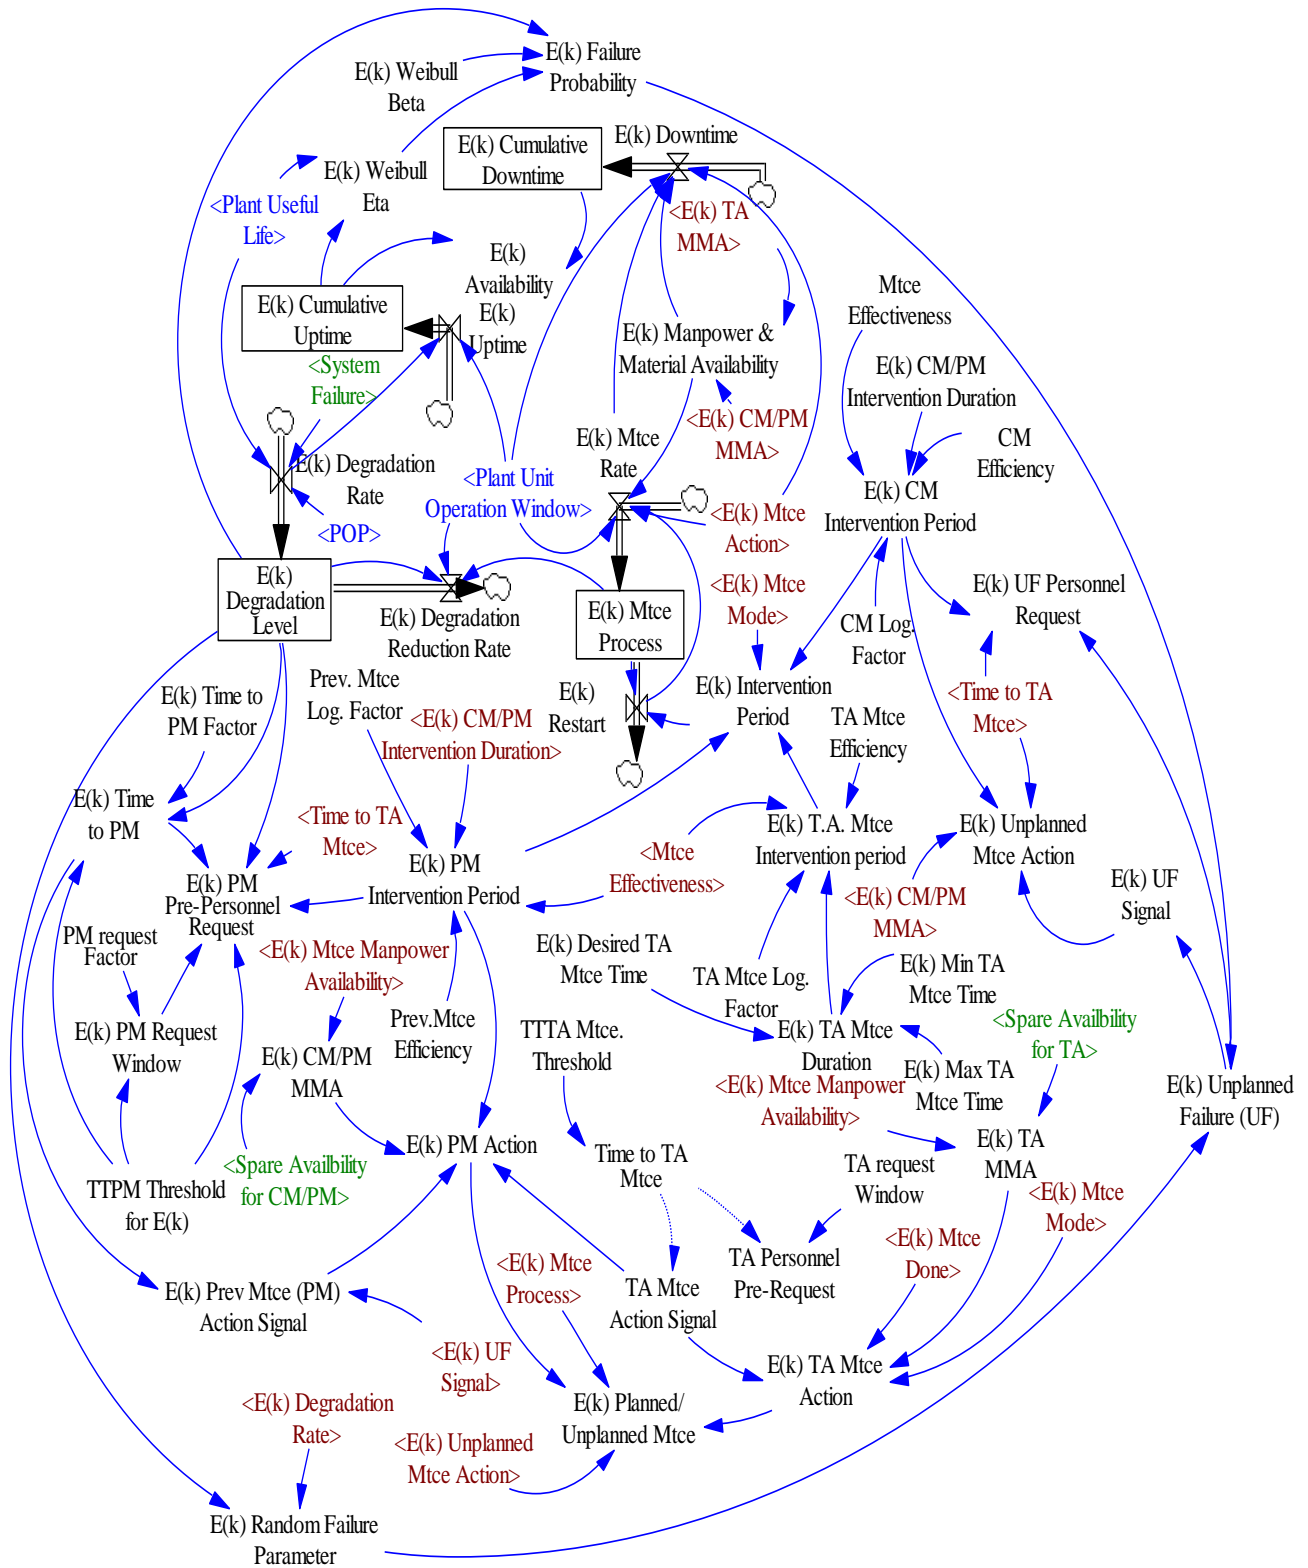 E(k) Failure
Probability
E(k) Weibull
Beta
E(k) Downtime
E(k) Cumulative
Downtime
E(k) Weibull
Eta
<Plant Useful
Life>
<E(k) TA
MMA>
E(k)
Availability
E(k) Cumulative
Uptime
E(k)
Uptime
Mtce
Effectiveness
E(k) Manpower &
Material Availability
<System
Failure>
E(k) CM/PM
Intervention Duration
<E(k) CM/PM
MMA>
CM
Efficiency
E(k) Mtce
Rate
E(k) Degradation
Rate
<Plant Unit
Operation Window>
E(k) CM
Intervention Period
<POP>
<E(k) Mtce
Action>
E(k)
Degradation
Level
E(k) Degradation
Reduction Rate
E(k) Mtce
Process
<E(k) Mtce
Mode>
E(k) UF Personnel
Request
CM Log.
Factor
E(k) Time to
PM Factor
Prev. Mtce
Log. Factor
<E(k) CM/PM
Intervention Duration>
E(k)
Restart
E(k) Intervention
Period
TA Mtce
Efficiency
<Time to TA
Mtce>
E(k) Time
to PM
<Time to TA
Mtce>
E(k) PM
Intervention Period
<Mtce
Effectiveness>
E(k) T.A. Mtce
Intervention period
E(k) Unplanned
Mtce Action
E(k) PM
Pre-Personnel
Request
<E(k) CM/PM
MMA>
E(k) UF
Signal
PM request
Factor
<E(k) Mtce Manpower
Availability>
E(k) Desired TA
Mtce Time
TA Mtce Log.
Factor
E(k) Min TA
Mtce Time
E(k) PM Request
Window
E(k) CM/PM
MMA
Prev.Mtce
Efficiency
TTTA Mtce.
Threshold
E(k) TA Mtce
Duration
<Spare Availbility
for TA>
E(k) Max TA
Mtce Time
<E(k) Mtce Manpower
Availability>
E(k) Unplanned
Failure (UF)
E(k) PM Action
E(k) TA
MMA
TTPM Threshold
for E(k)
<Spare Availbility
for CM/PM>
Time to TA
Mtce
TA request
Window
<E(k) Mtce
Mode>
<E(k) Mtce
Process>
TA Personnel
Pre-Request
<E(k) Mtce
Done>
E(k) Prev Mtce (PM)
Action Signal
TA Mtce
Action Signal
<E(k) UF
Signal>
E(k) TA Mtce
Action
<E(k) Degradation
Rate>
E(k) Planned/
Unplanned Mtce
<E(k) Unplanned
Mtce Action>
E(k) Random Failure
Parameter